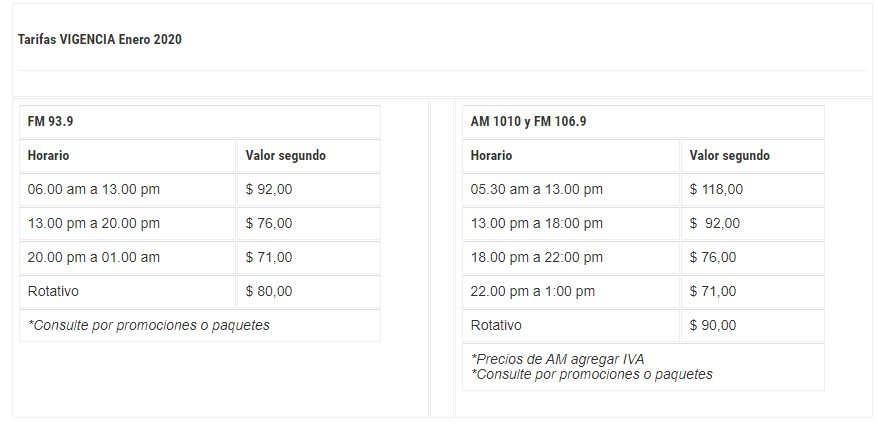 Tarifas VIGENCIA Enero 2020
FM 93.9
Horario Valor segundo
06.00 am a 13.00 pm $ 92,00
13.00 pm a 20.00 pm $ 76,00
20.00 pm a 01.00 am $ 71,00
Rotativo $ 80,00
*Consulte por promociones o paquetes
AM 1010 y FM 106.9
Horario Valor segundo
05.30 am a 13.00 pm $ 118,00
13.00 pm a 18:00 pm $ 92,00
18.00 pm a 22:00 pm $ 76,00
22.00 pm a 1:00 pm $ 71,00
Rotativo $ 90,00
*Precios de AM agregar IVA
*Consulte por promociones o paquetes